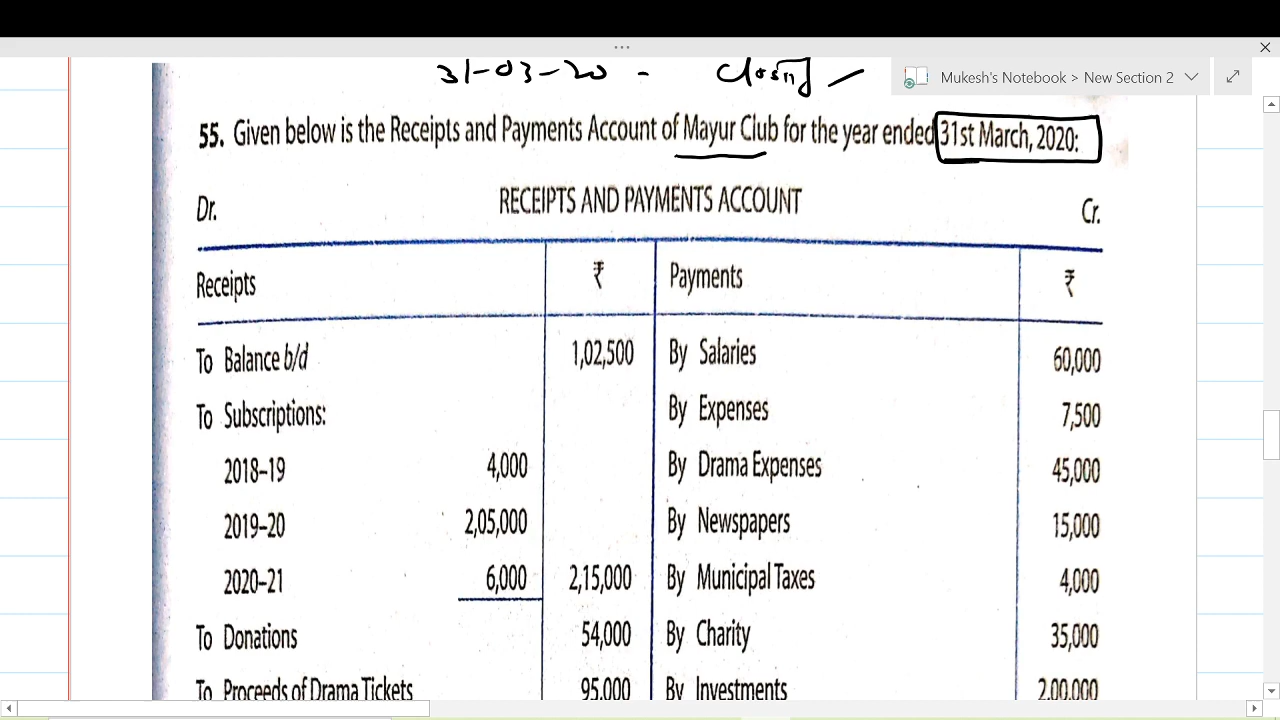 31-03-20 - Closing
Mukesh's Notebook > New Section 2
55. Given below is the Receipts and Payments Account of Mayur Club for the year ended 31st March, 2020:
RECEIPTS AND PAYMENTS ACCOUNT
Dr. Cr.
Receipts ₹ Payments ₹
To Balance b/d 1,02,500 By Salaries 60,000
To Subscriptions: By Expenses 7,500
2018–19 4,000 By Drama Expenses 45,000
2019–20 2,05,000 By Newspapers 15,000
2020–21 6,000 2,15,000 By Municipal Taxes 4,000
To Donations 54,000 By Charity 35,000
To Proceeds of Drama Tickets 95,000 By Investments 2,00,000